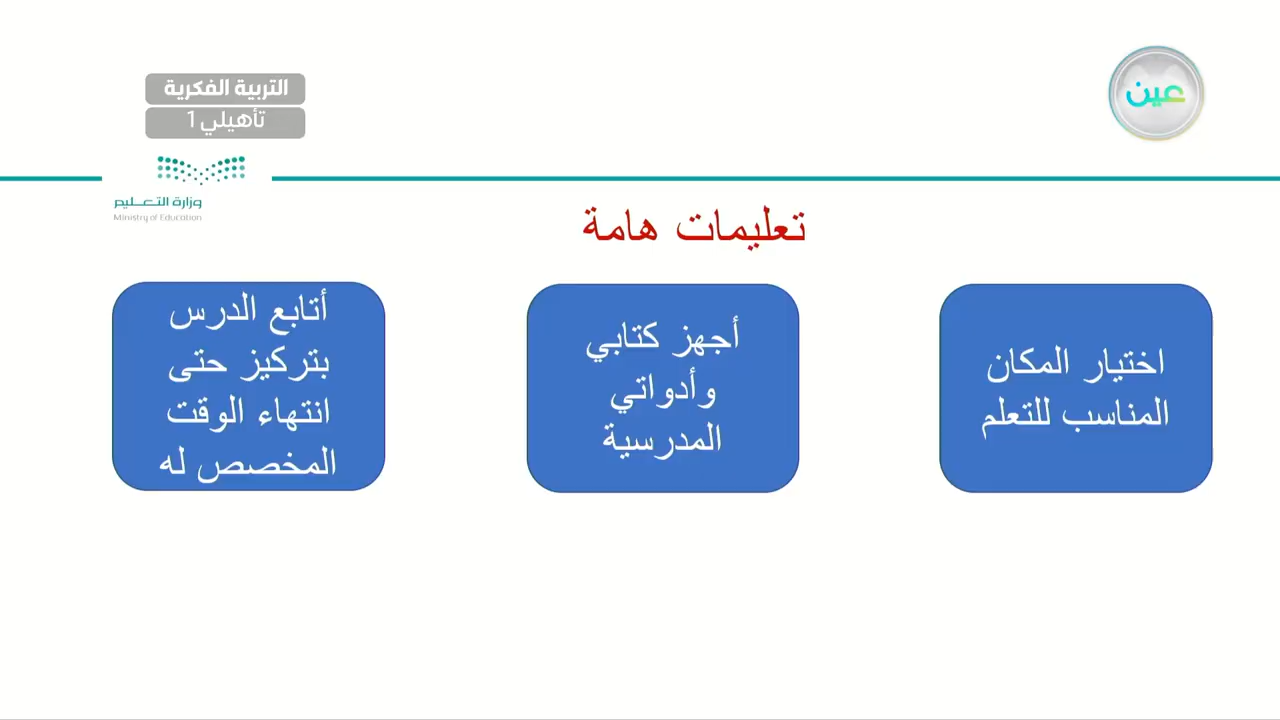 التربية الفكرية
تأهيلي 1
عين
وزارة التعـــليم
Ministry of Education
تعليمات هامة
اختيار المكان
المناسب للتعلم
أجهز كتابي
وأدواتي
المدرسية
أتابع الدرس
بتركيز حتى
انتهاء الوقت
المخصص له